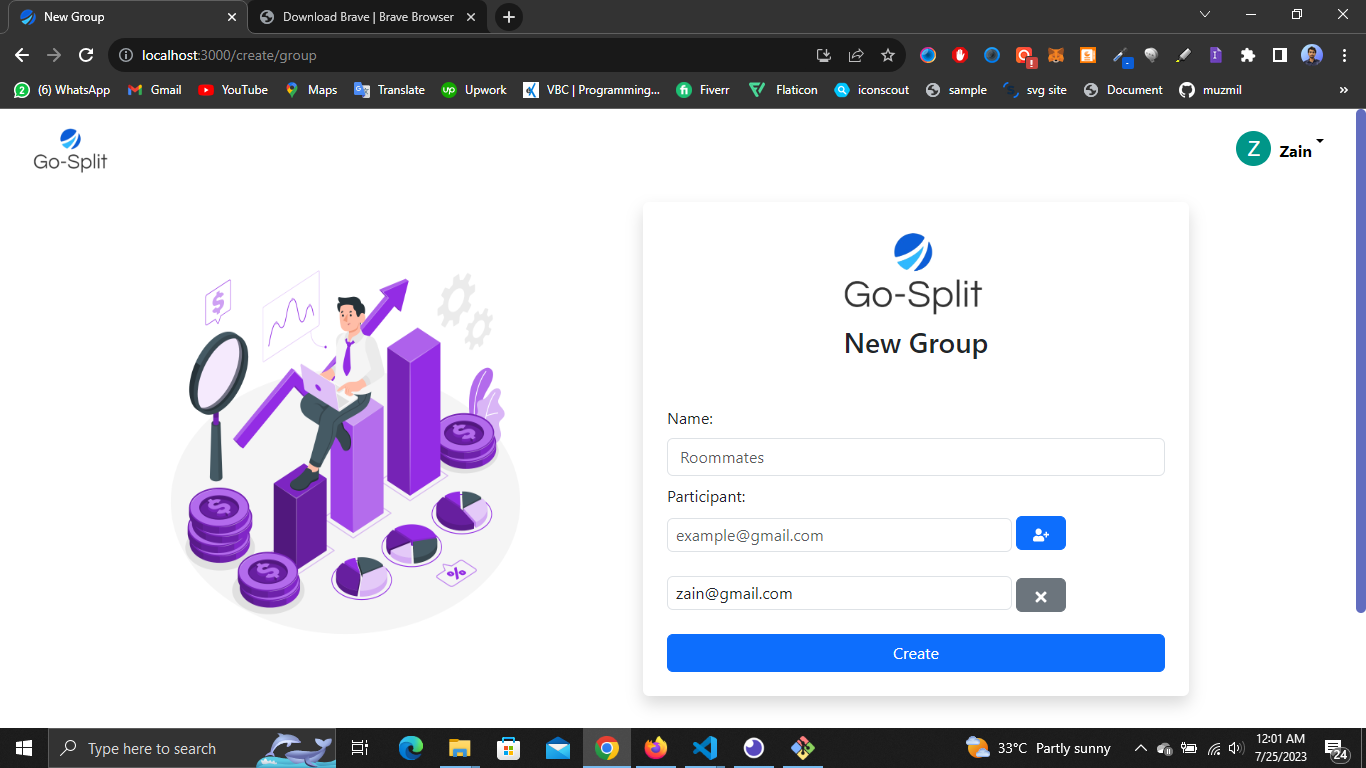 New Group
Download Brave | Brave Browser
localhost:3000/create/group
(6) WhatsApp
Gmail
YouTube
Maps
Translate
Upwork
VBC | Programming...
Fiverr
Flaticon
iconscout
sample
svg site
Document
muzmil
»
Go-Split
Z
Zain
Go-Split
New Group
Name:
Roommates
Participant:
example@gmail.com
zain@gmail.com
Create
$
%
Type here to search
33°C Partly sunny
12:01 AM
7/25/2023
24